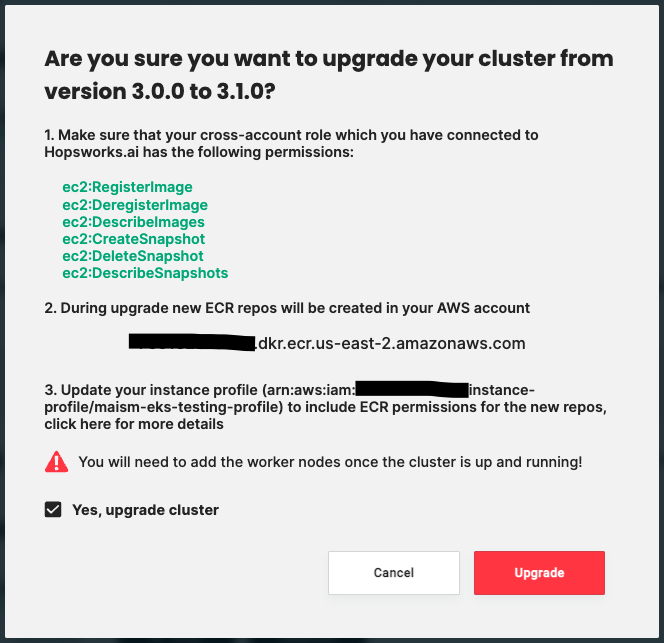 Are you sure you want to upgrade your cluster from
version 3.0.0 to 3.1.0?
1. Make sure that your cross-account role which you have connected to
Hopsworks.ai has the following permissions:
ec2:RegisterImage
ec2:DeregisterImage
ec2:DescribeImages
ec2:CreateSnapshot
ec2:DeleteSnapshot
ec2:DescribeSnapshots
2. During upgrade new ECR repos will be created in your AWS account
.dkr.ecr.us-east-2.amazonaws.com
3. Update your instance profile (arn:aws:iam: instance-
profile/maism-eks-testing-profile) to include ECR permissions for the new repos,
click here for more details
You will need to add the worker nodes once the cluster is up and running!
Yes, upgrade cluster
Cancel Upgrade